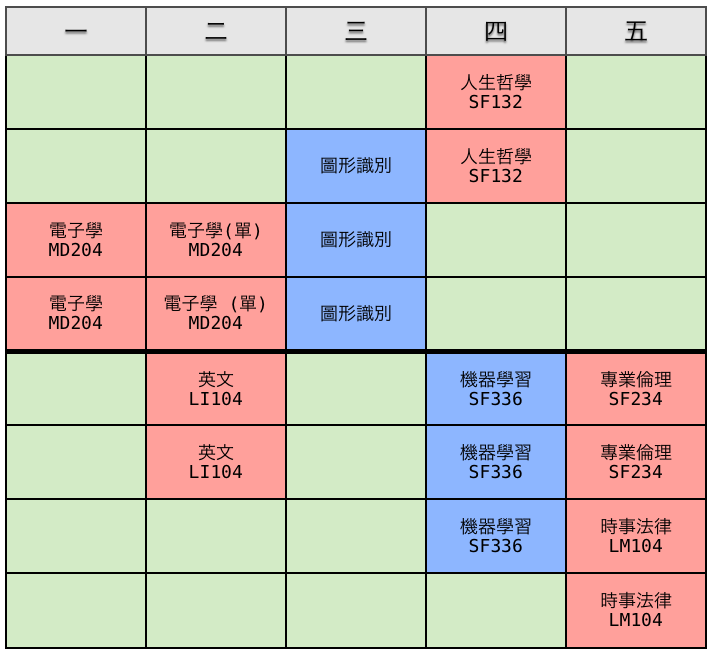 一 二 三 四 五
人生哲學
SF132
圖形識別
人生哲學
SF132
電子學
MD204
電子學(單)
MD204
圖形識別
電子學
MD204
電子學 (單)
MD204
圖形識別
英文
LI104
機器學習
SF336
專業倫理
SF234
英文
LI104
機器學習
SF336
專業倫理
SF234
機器學習
SF336
時事法律
LM104
時事法律
LM104